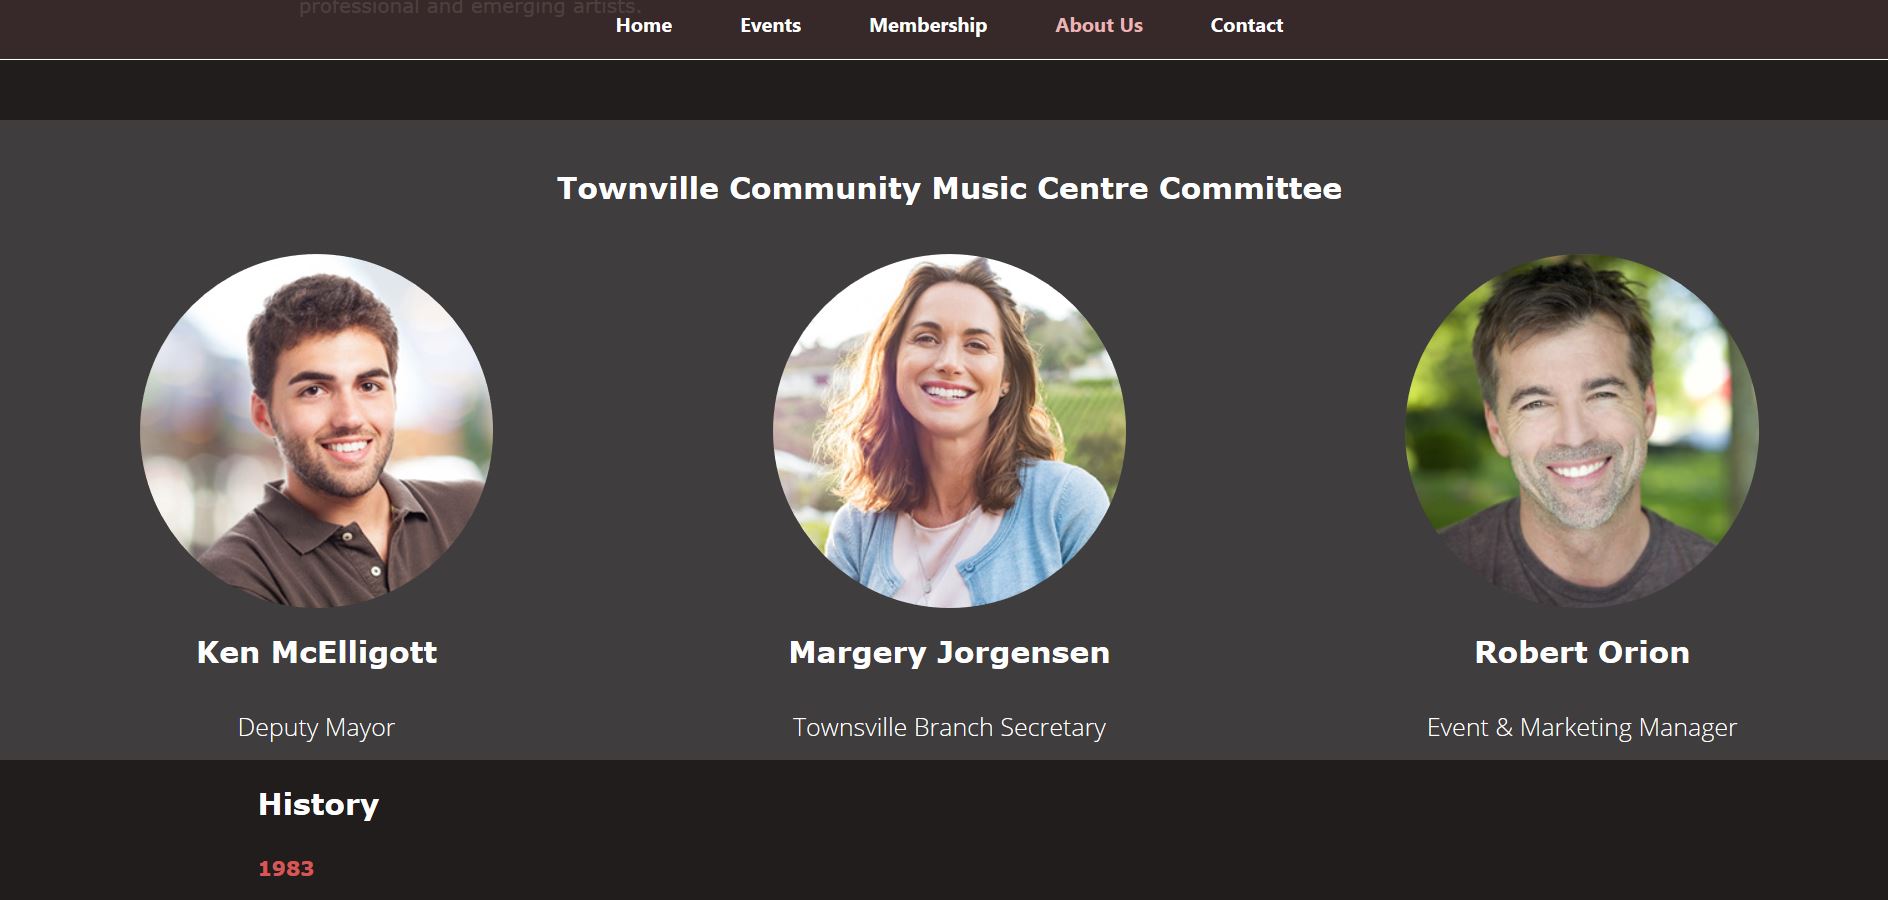 professional and emerging artists.
Home Events Membership About Us Contact
Townville Community Music Centre Committee
Ken McElligott Margery Jorgensen Robert Orion
Deputy Mayor Townsville Branch Secretary Event & Marketing Manager
History
1983